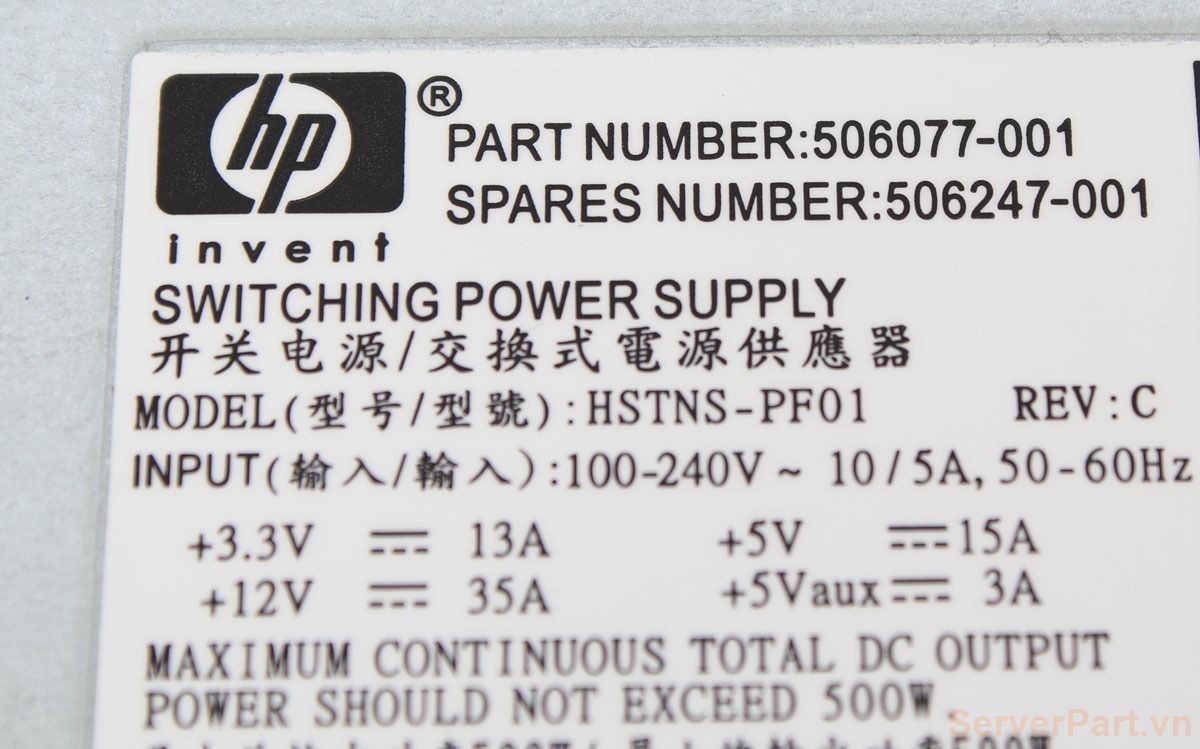 hp ®
invent
PART NUMBER:506077-001
SPARES NUMBER:506247-001
SWITCHING POWER SUPPLY
开关电源/交換式電源供應器
MODEL(型号/型號):HSTNS-PF01 REV:C
INPUT(输入/輸入):100-240V ~ 10/5A, 50-60Hz
+3.3V ⎓ 13A +5V ⎓ 15A
+12V ⎓ 35A +5Vaux ⎓ 3A
MAXIMUM CONTINUOUS TOTAL DC OUTPUT
POWER SHOULD NOT EXCEED 500W.
ServerPart.vn